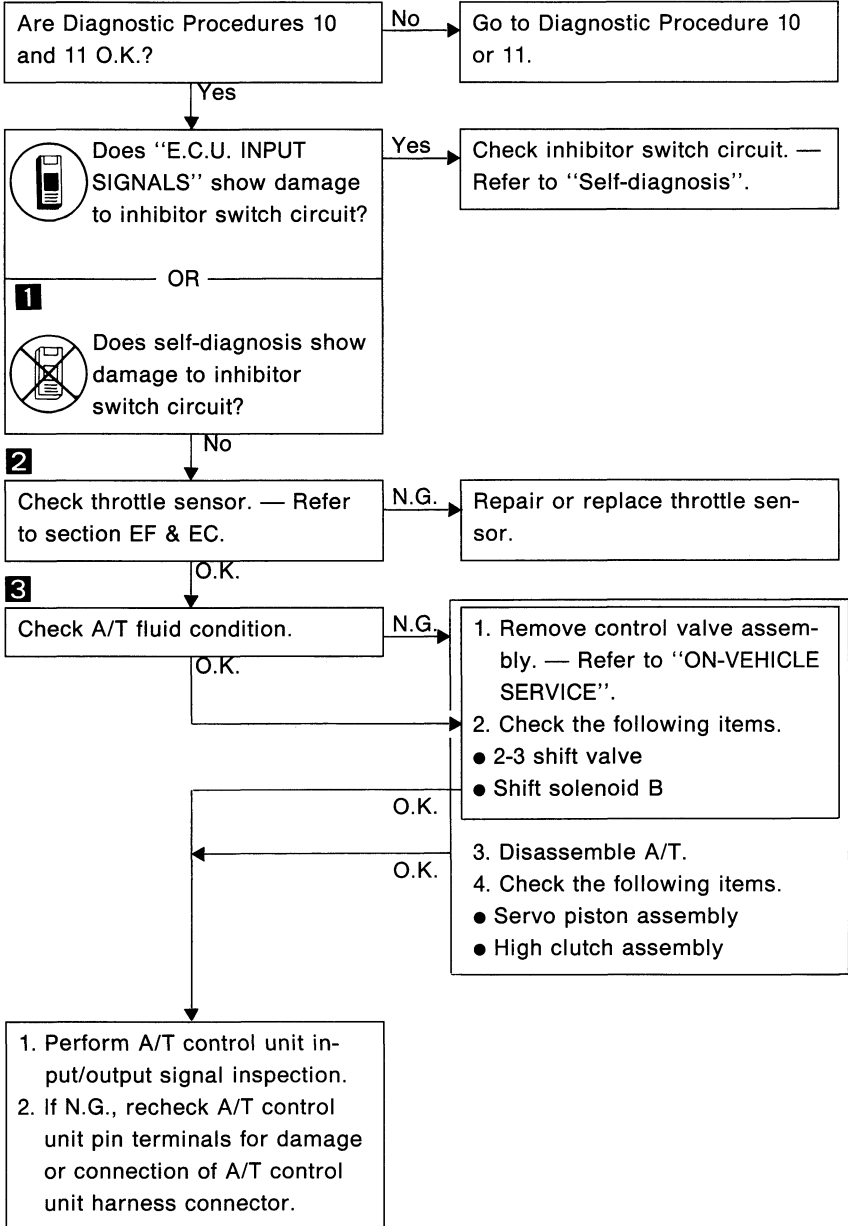 Are Diagnostic Procedures 10
and 11 O.K.?
No
Go to Diagnostic Procedure 10
or 11.
Yes
Does "E.C.U. INPUT
SIGNALS" show damage
to inhibitor switch circuit?
Yes
Check inhibitor switch circuit. —
Refer to "Self-diagnosis".
OR
1
Does self-diagnosis show
damage to inhibitor
switch circuit?
No
2
Check throttle sensor. — Refer
to section EF & EC.
N.G.
Repair or replace throttle sen-
sor.
O.K.
3
Check A/T fluid condition.
N.G.
O.K.
1. Remove control valve assem-
bly. — Refer to "ON-VEHICLE
SERVICE".
2. Check the following items.
● 2-3 shift valve
● Shift solenoid B
O.K.
3. Disassemble A/T.
4. Check the following items.
● Servo piston assembly
● High clutch assembly
O.K.
1. Perform A/T control unit in-
put/output signal inspection.
2. If N.G., recheck A/T control
unit pin terminals for damage
or connection of A/T control
unit harness connector.